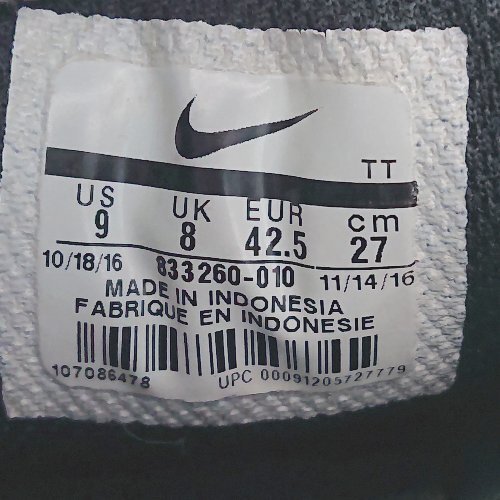 TT
US UK EUR cm
9 8 42.5 27
10/18/16 833260-010 11/14/16
MADE IN INDONESIA
FABRIQUE EN INDONESIE
107086478 UPC 00091205727779